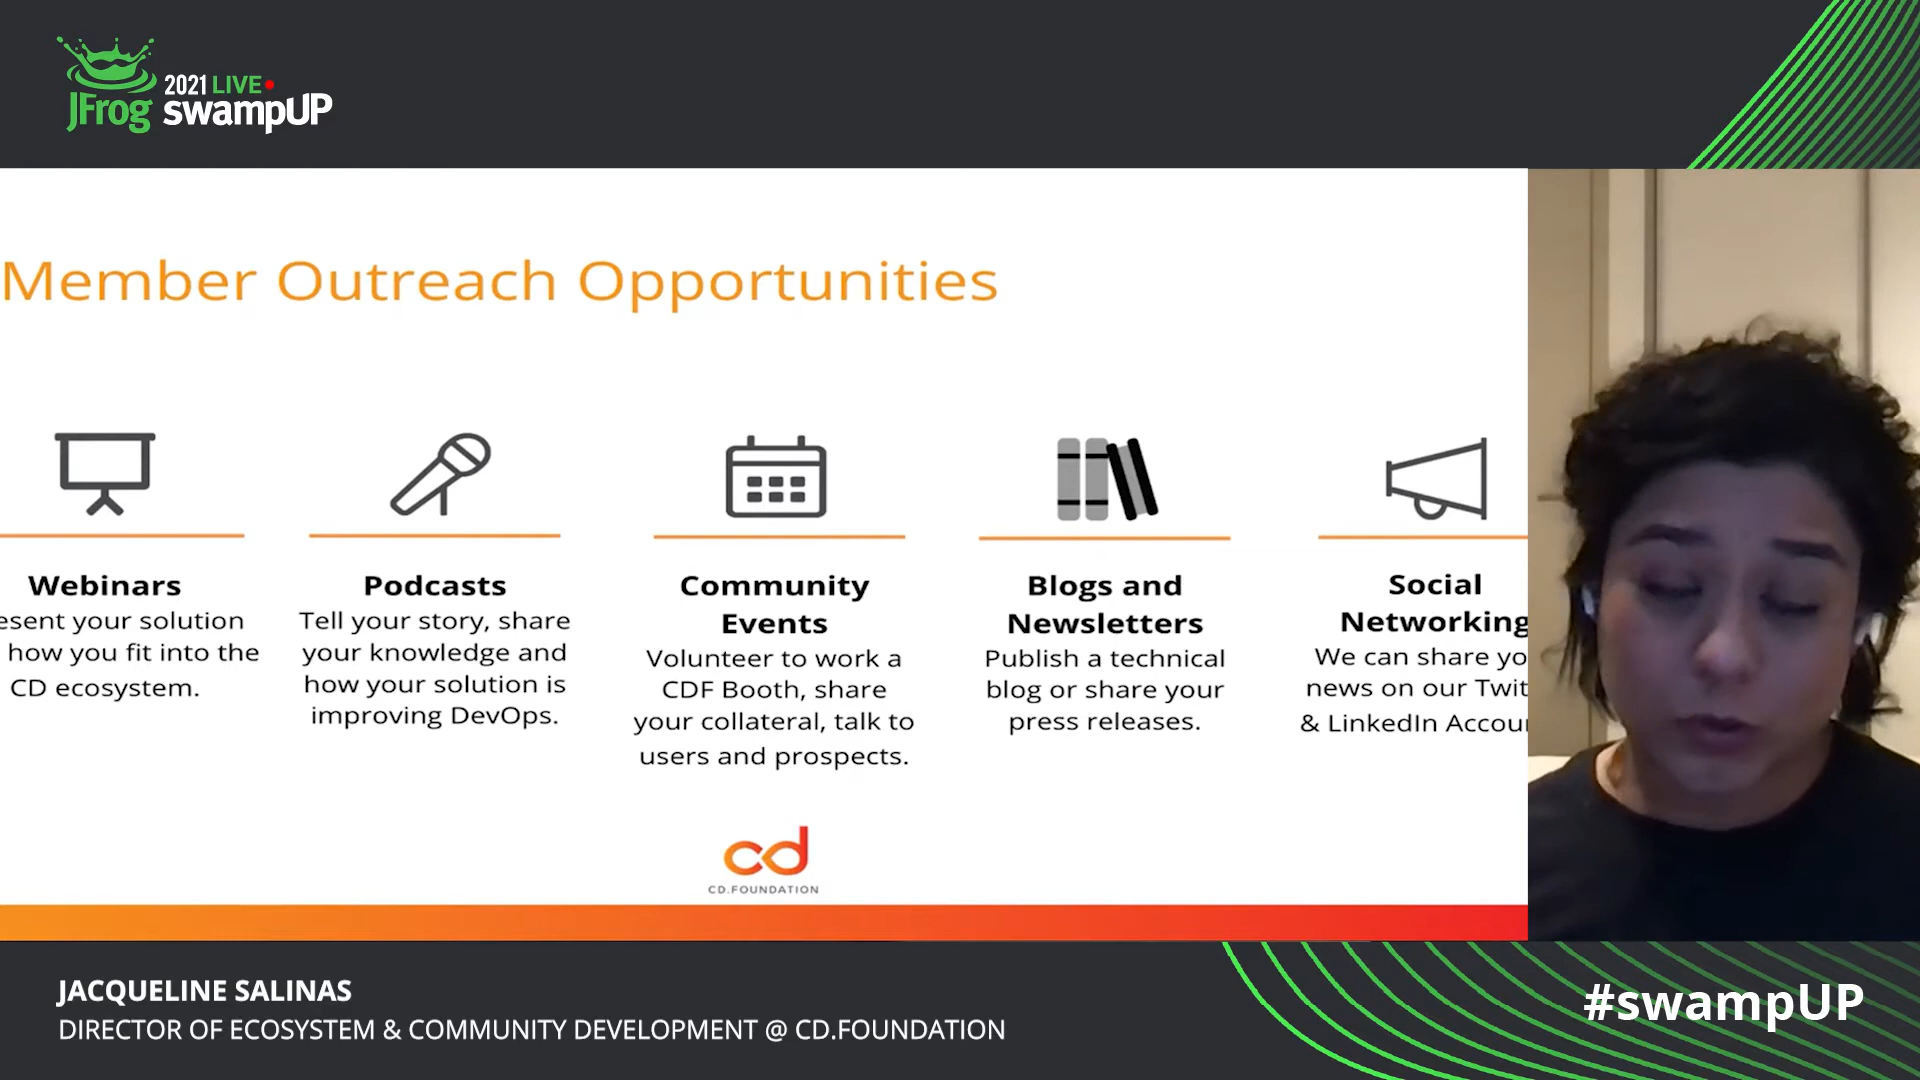 2021 LIVE
JFrog swampUP
Member Outreach Opportunities
Webinars
esent your solution
how you fit into the
CD ecosystem.
Podcasts
Tell your story, share
your knowledge and
how your solution is
improving DevOps.
Community
Events
Volunteer to work a
CDF Booth, share
your collateral, talk to
users and prospects.
Blogs and
Newsletters
Publish a technical
blog or share your
press releases.
Social
Networking
We can share yo
news on our Twit
& LinkedIn Accou
cd
CD.FOUNDATION
JACQUELINE SALINAS
DIRECTOR OF ECOSYSTEM & COMMUNITY DEVELOPMENT @ CD.FOUNDATION
#swampUP